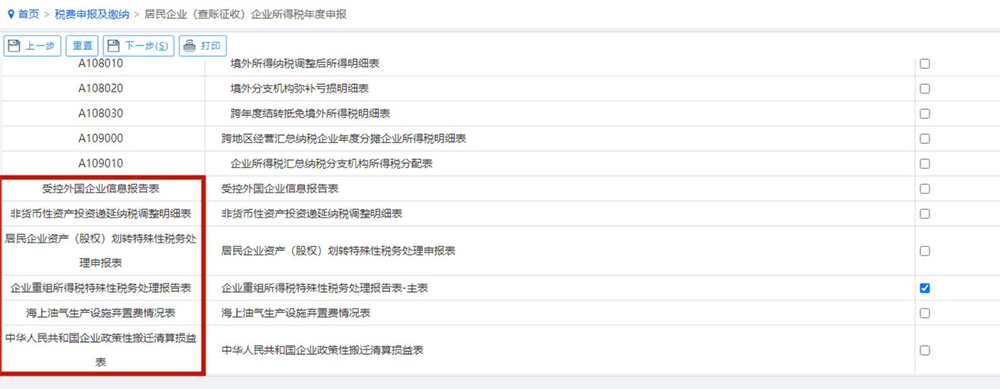 首页 > 税费申报及缴纳 > 居民企业（查账征收）企业所得税年度申报
上一步 重置 下一步(S) 打印
A108010 境外所得纳税调整后所得明细表
A108020 境外分支机构弥补亏损明细表
A108030 跨年度结转抵免境外所得税明细表
A109000 跨地区经营汇总纳税企业年度分摊企业所得税明细表
A109010 企业所得税汇总纳税分支机构所得税分配表
受控外国企业信息报告表 受控外国企业信息报告表
非货币性资产投资递延纳税调整明细表 非货币性资产投资递延纳税调整明细表
居民企业资产（股权）划转特殊性税务处
理申报表
居民企业资产（股权）划转特殊性税务处理申报表
企业重组所得税特殊性税务处理报告表 企业重组所得税特殊性税务处理报告表-主表
海上油气生产设施弃置费情况表 海上油气生产设施弃置费情况表
中华人民共和国企业政策性搬迁清算损益
表
中华人民共和国企业政策性搬迁清算损益表